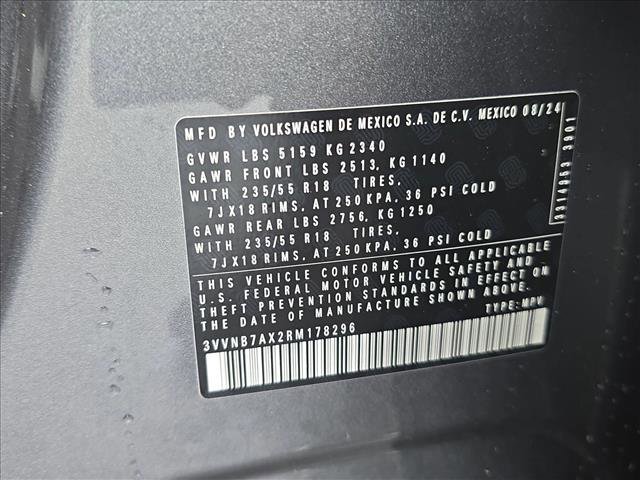 MFD BY VOLKSWAGEN DE MEXICO S.A. DE C.V. MEXICO 08/24
GVWR LBS 5159 KG 2340
GAWR FRONT LBS 2513, KG 1140
WITH 235/55 R18 TIRES,
7JX18 RIMS, AT 250 KPA, 36 PSI COLD
GAWR REAR LBS 2756, KG 1250
WITH 235/55 R18 TIRES,
7JX18 RIMS, AT 250 KPA, 36 PSI COLD
THIS VEHICLE CONFORMS TO ALL APPLICABLE
U.S. FEDERAL MOTOR VEHICLE SAFETY AND
THEFT PREVENTION STANDARDS IN EFFECT ON
THE DATE OF MANUFACTURE SHOWN ABOVE.
3VVNB7AX2RM178296 TYPE: MPV
3314953 3901